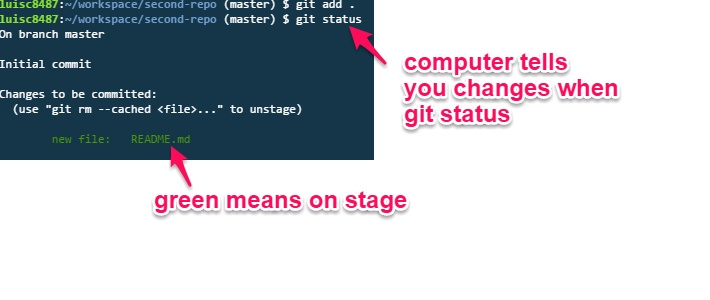 luisc8487:~/workspace/second-repo (master) $ git add .
luisc8487:~/workspace/second-repo (master) $ git status
On branch master
Initial commit
Changes to be committed:
(use "git rm --cached <file>..." to unstage)
new file: README.md
computer tells
you changes when
git status
green means on stage